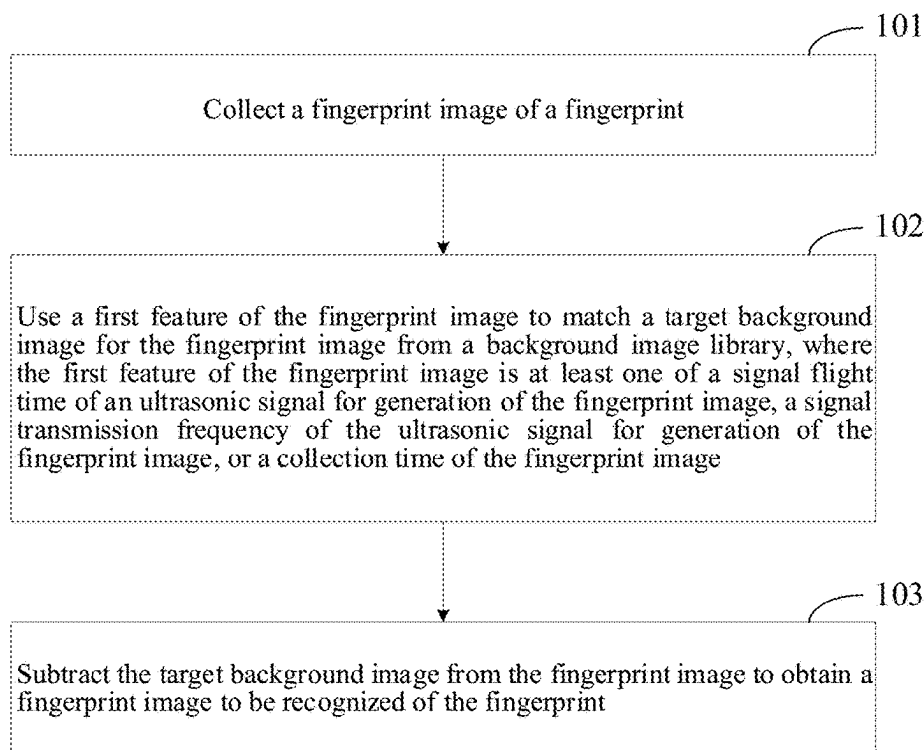 101
Collect a fingerprint image of a fingerprint
102
Use a first feature of the fingerprint image to match a target background
image for the fingerprint image from a background image library, where
the first feature of the fingerprint image is at least one of a signal flight
time of an ultrasonic signal for generation of the fingerprint image, a signal
transmission frequency of the ultrasonic signal for generation of the
fingerprint image, or a collection time of the fingerprint image
103
Subtract the target background image from the fingerprint image to obtain a
fingerprint image to be recognized of the fingerprint